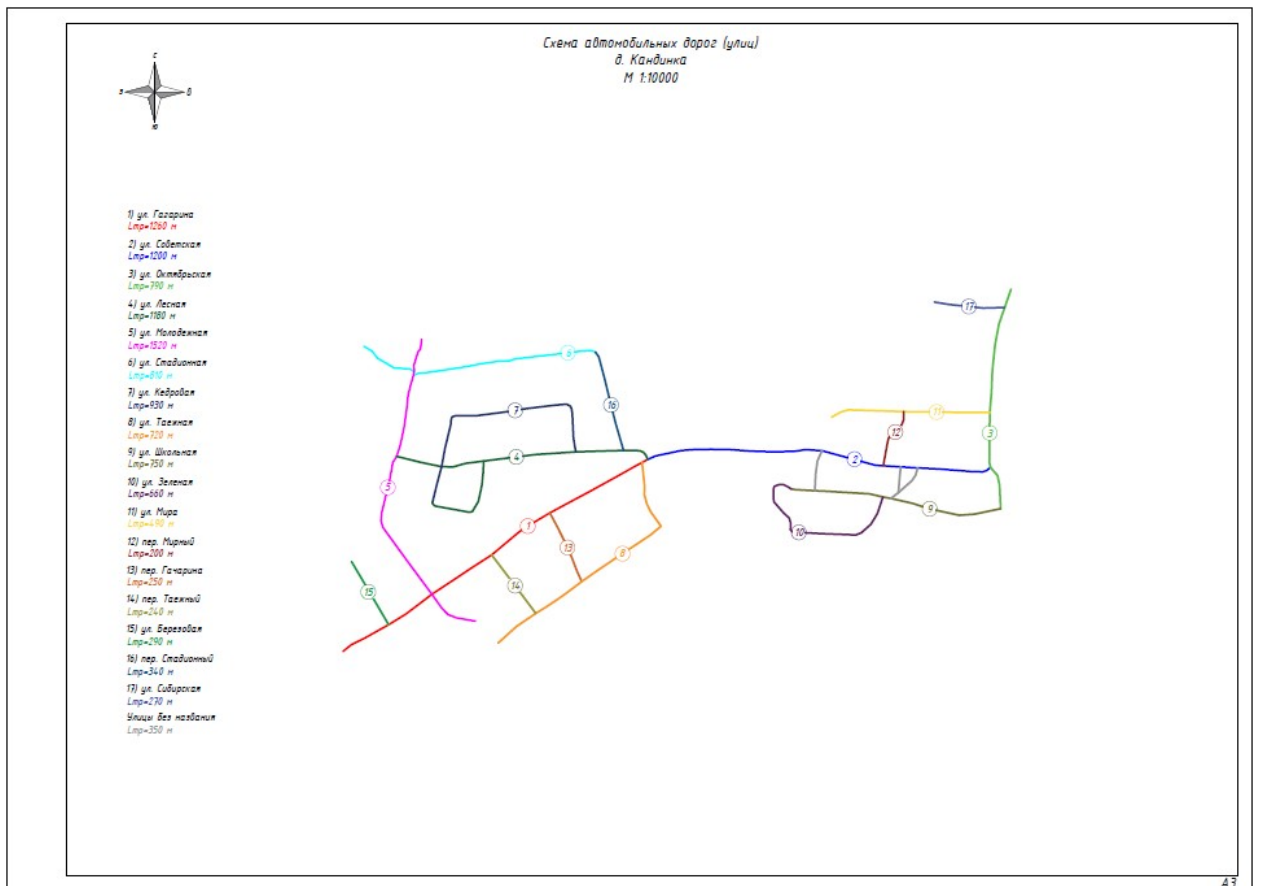 Схема автомобильных дорог (улиц)
д. Кандинка
М 1:10000
С
З
В
Ю
1) ул. Гагарина
Lтр=1260 м
2) ул. Советская
Lтр=1200 м
3) ул. Октябрьская
Lтр=790 м
4) ул. Лесная
Lтр=1180 м
5) ул. Молодежная
Lтр=1520 м
6) ул. Стадионная
Lтр=810 м
7) ул. Кедровая
Lтр=930 м
8) ул. Таежная
Lтр=720 м
9) ул. Школьная
Lтр=750 м
10) ул. Зеленая
Lтр=660 м
11) ул. Мира
Lтр=490 м
12) пер. Мирный
Lтр=200 м
13) пер. Гачарина
Lтр=250 м
14) пер. Таежный
Lтр=240 м
15) ул. Березовая
Lтр=290 м
16) пер. Стадионный
Lтр=340 м
17) ул. Сибирская
Lтр=270 м
Улицы без названия
Lтр=350 м
17
6
7
16
11
12
3
4
2
5
9
1
10
13
8
14
15
А3